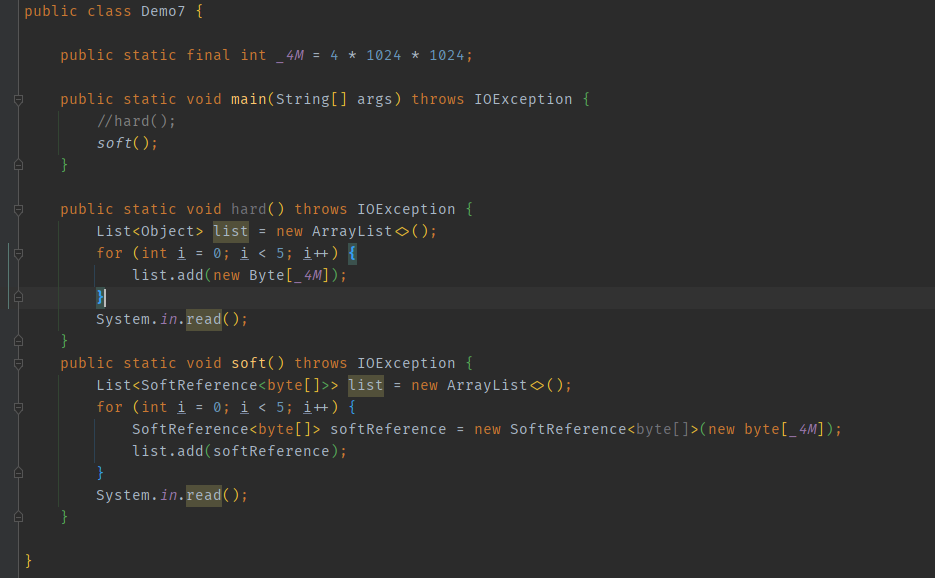 public class Demo7 {
public static final int _4M = 4 * 1024 * 1024;
public static void main(String[] args) throws IOException {
//hard();
soft();
}
public static void hard() throws IOException {
List<Object> list = new ArrayList<>();
for (int i = 0; i < 5; i++) {
list.add(new Byte[_4M]);
}
System.in.read();
}
public static void soft() throws IOException {
List<SoftReference<byte[]>> list = new ArrayList<>();
for (int i = 0; i < 5; i++) {
SoftReference<byte[]> softReference = new SoftReference<byte[]>(new byte[_4M]);
list.add(softReference);
}
System.in.read();
}
}